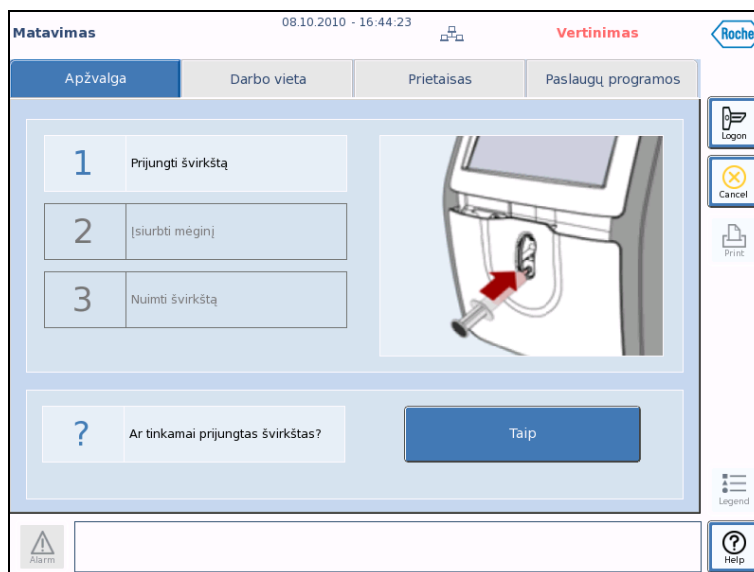 Matavimas
08.10.2010 - 16:44:23
Vertinimas
Roche
Apžvalga
Darbo vieta
Prietaisas
Paslaugų programos
Logon
Cancel
Print
1
Prijungti švirkštą
2
Įsiurbti mėginį
3
Nuimti švirkštą
?
Ar tinkamai prijungtas švirkštas?
Taip
Legend
Alarm
?
Help